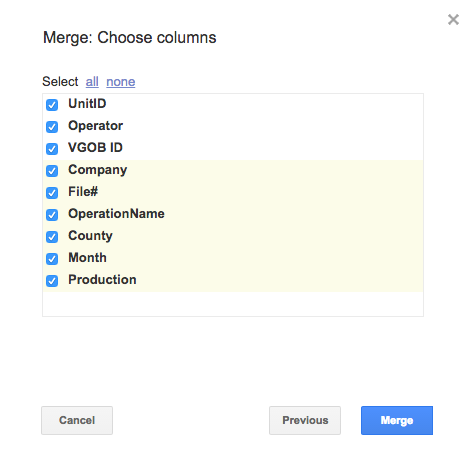 Merge: Choose columns
Select all none
UnitID
Operator
VGOB ID
Company
File#
OperationName
County
Month
Production
Cancel Previous Merge